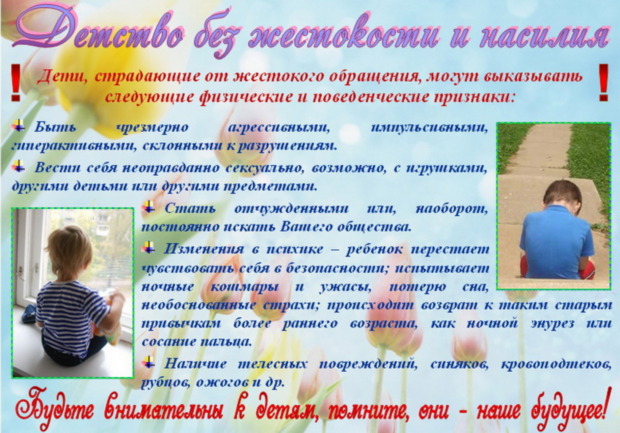 Детство без жестокости и насилия
! Дети, страдающие от жестокого обращения, могут выказывать !
следующие физические и поведенческие признаки:
Быть чрезмерно агрессивными, импульсивными,
гиперактивными, склонными к разрушениям.
Вести себя неоправданно сексуально, возможно, с игрушками,
другими детьми или другими предметами.
Стать отчужденными или, наоборот,
постоянно искать Вашего общества.
Изменения в психике – ребенок перестает
чувствовать себя в безопасности; испытывает
ночные кошмары и ужасы, потерю сна,
необоснованные страхи; происходит возврат к таким старым
привычкам более раннего возраста, как ночной энурез или
сосание пальца.
Наличие телесных повреждений, синяков, кровоподтеков,
рубцов, ожогов и др.
Будьте внимательны к детям, помните, они - наше будущее!